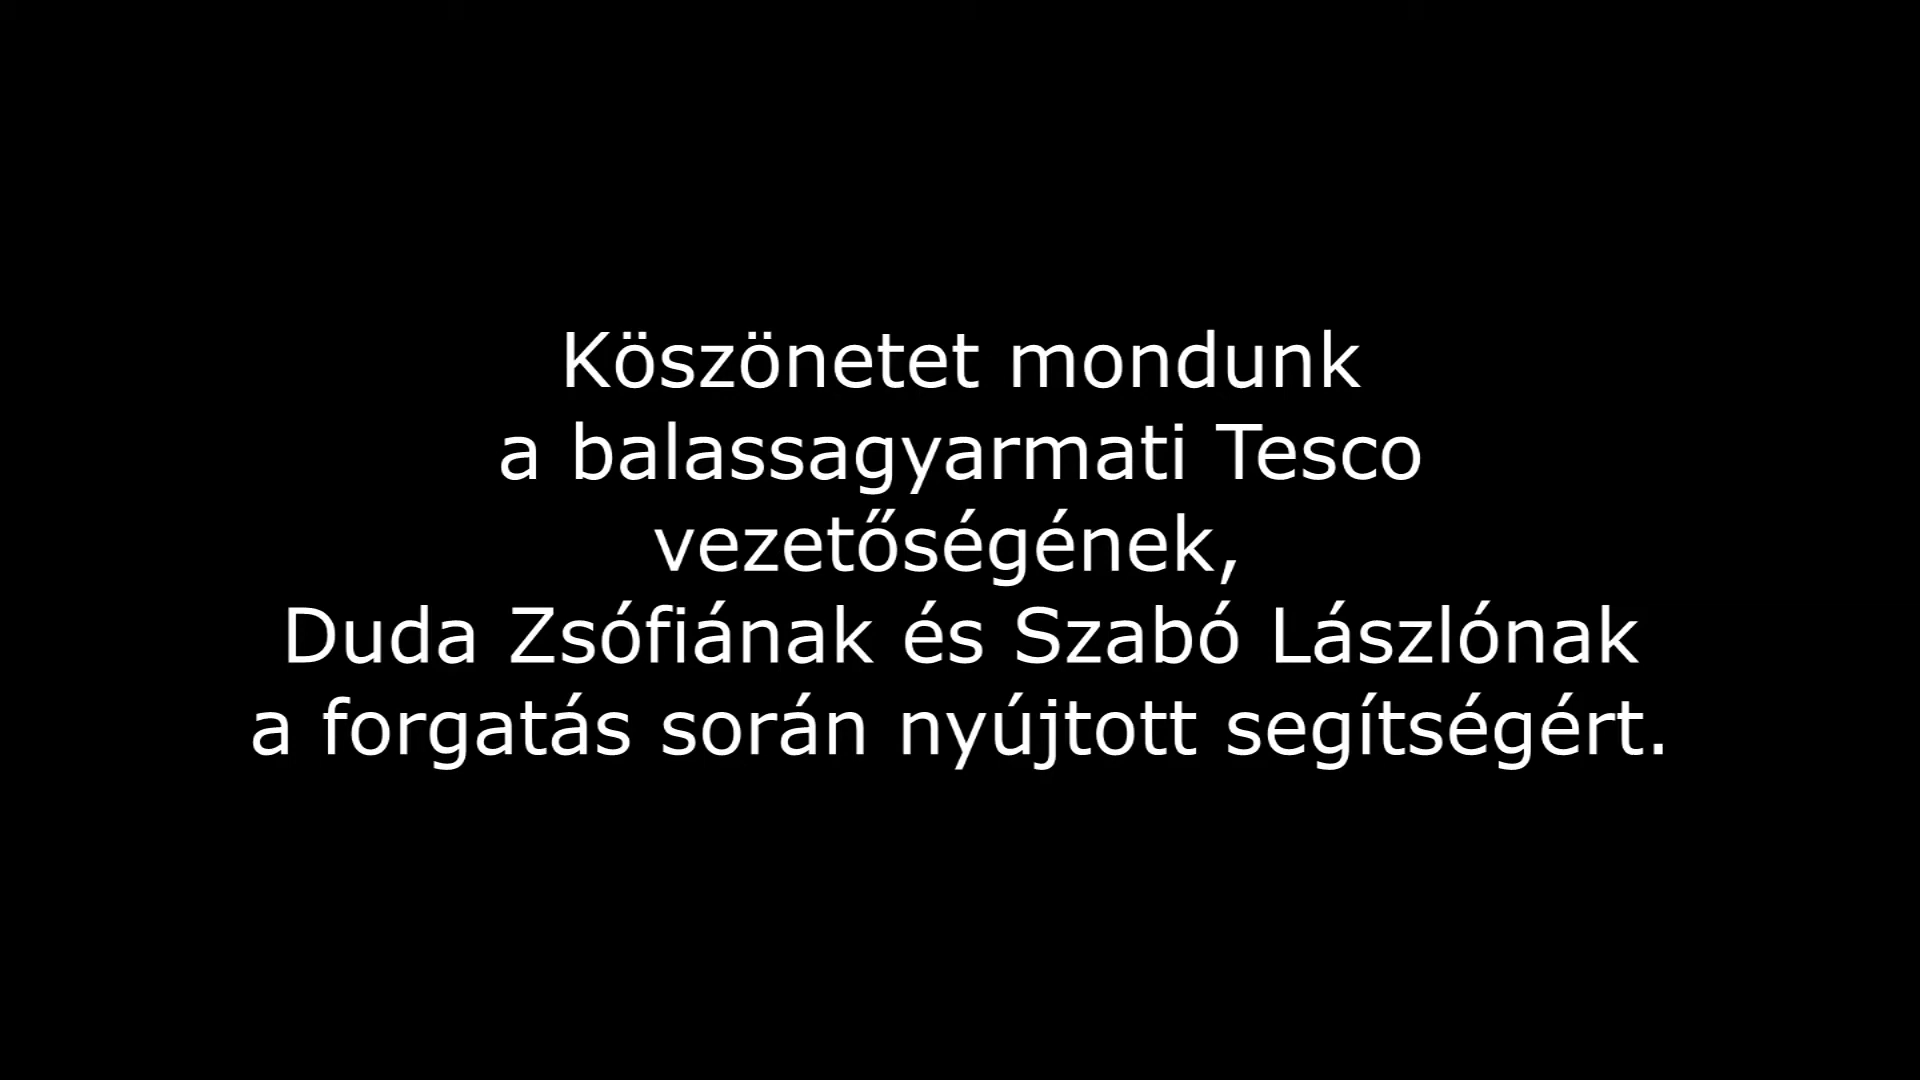 Köszönetet mondunk
a balassagyarmati Tesco
vezetőségének,
Duda Zsófiának és Szabó Lászlónak
a forgatás során nyújtott segítségért.